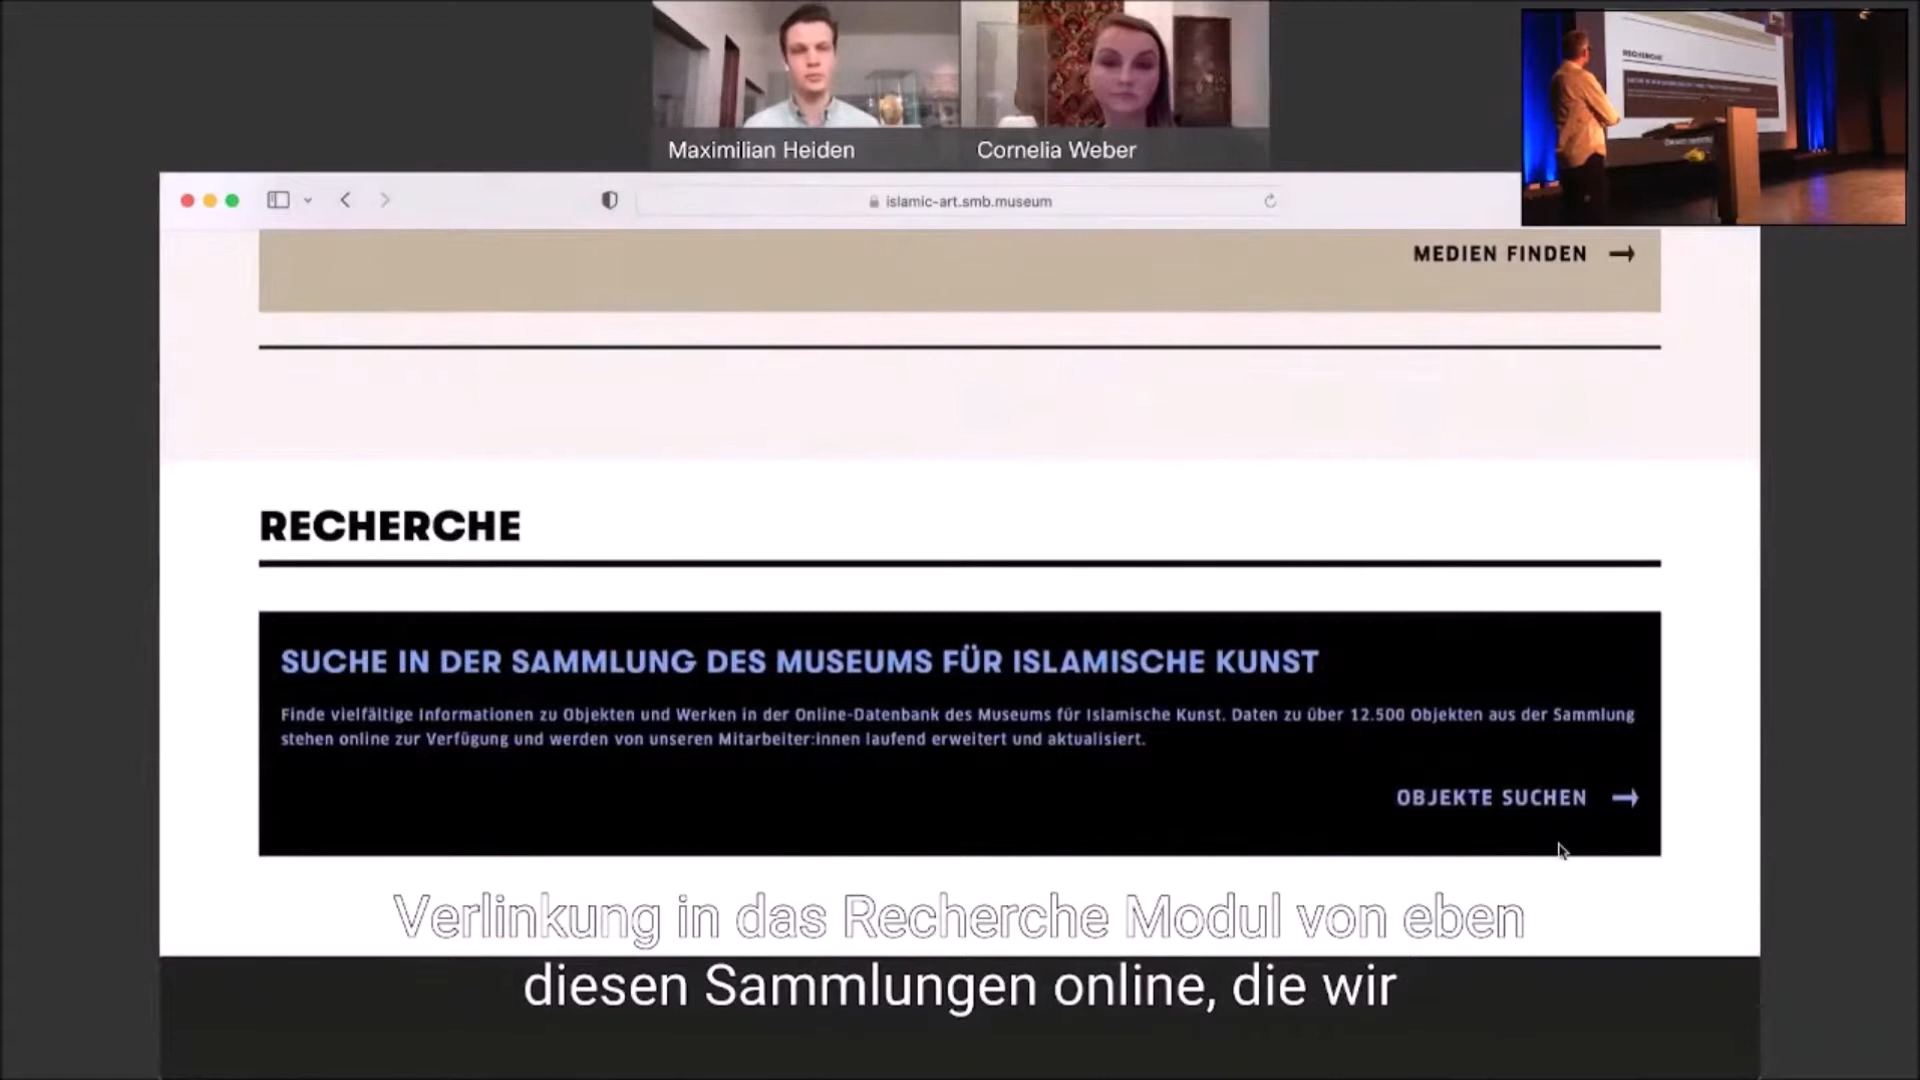 Maximilian Heiden
Cornelia Weber
islamic-art.smb.museum
RECHERCHE
MEDIEN FINDEN
RECHERCHE
SUCHE IN DER SAMMLUNG DES MUSEUMS FÜR ISLAMISCHE KUNST
Finde vielfältige Informationen zu Objekten und Werken in der Online-Datenbank des Museums für Islamische Kunst. Daten zu über 12.500 Objekten aus der Sammlung
stehen online zur Verfügung und werden von unseren Mitarbeiter:innen laufend erweitert und aktualisiert.
OBJEKTE SUCHEN
Verlinkung in das Recherche Modul von eben
diesen Sammlungen online, die wir